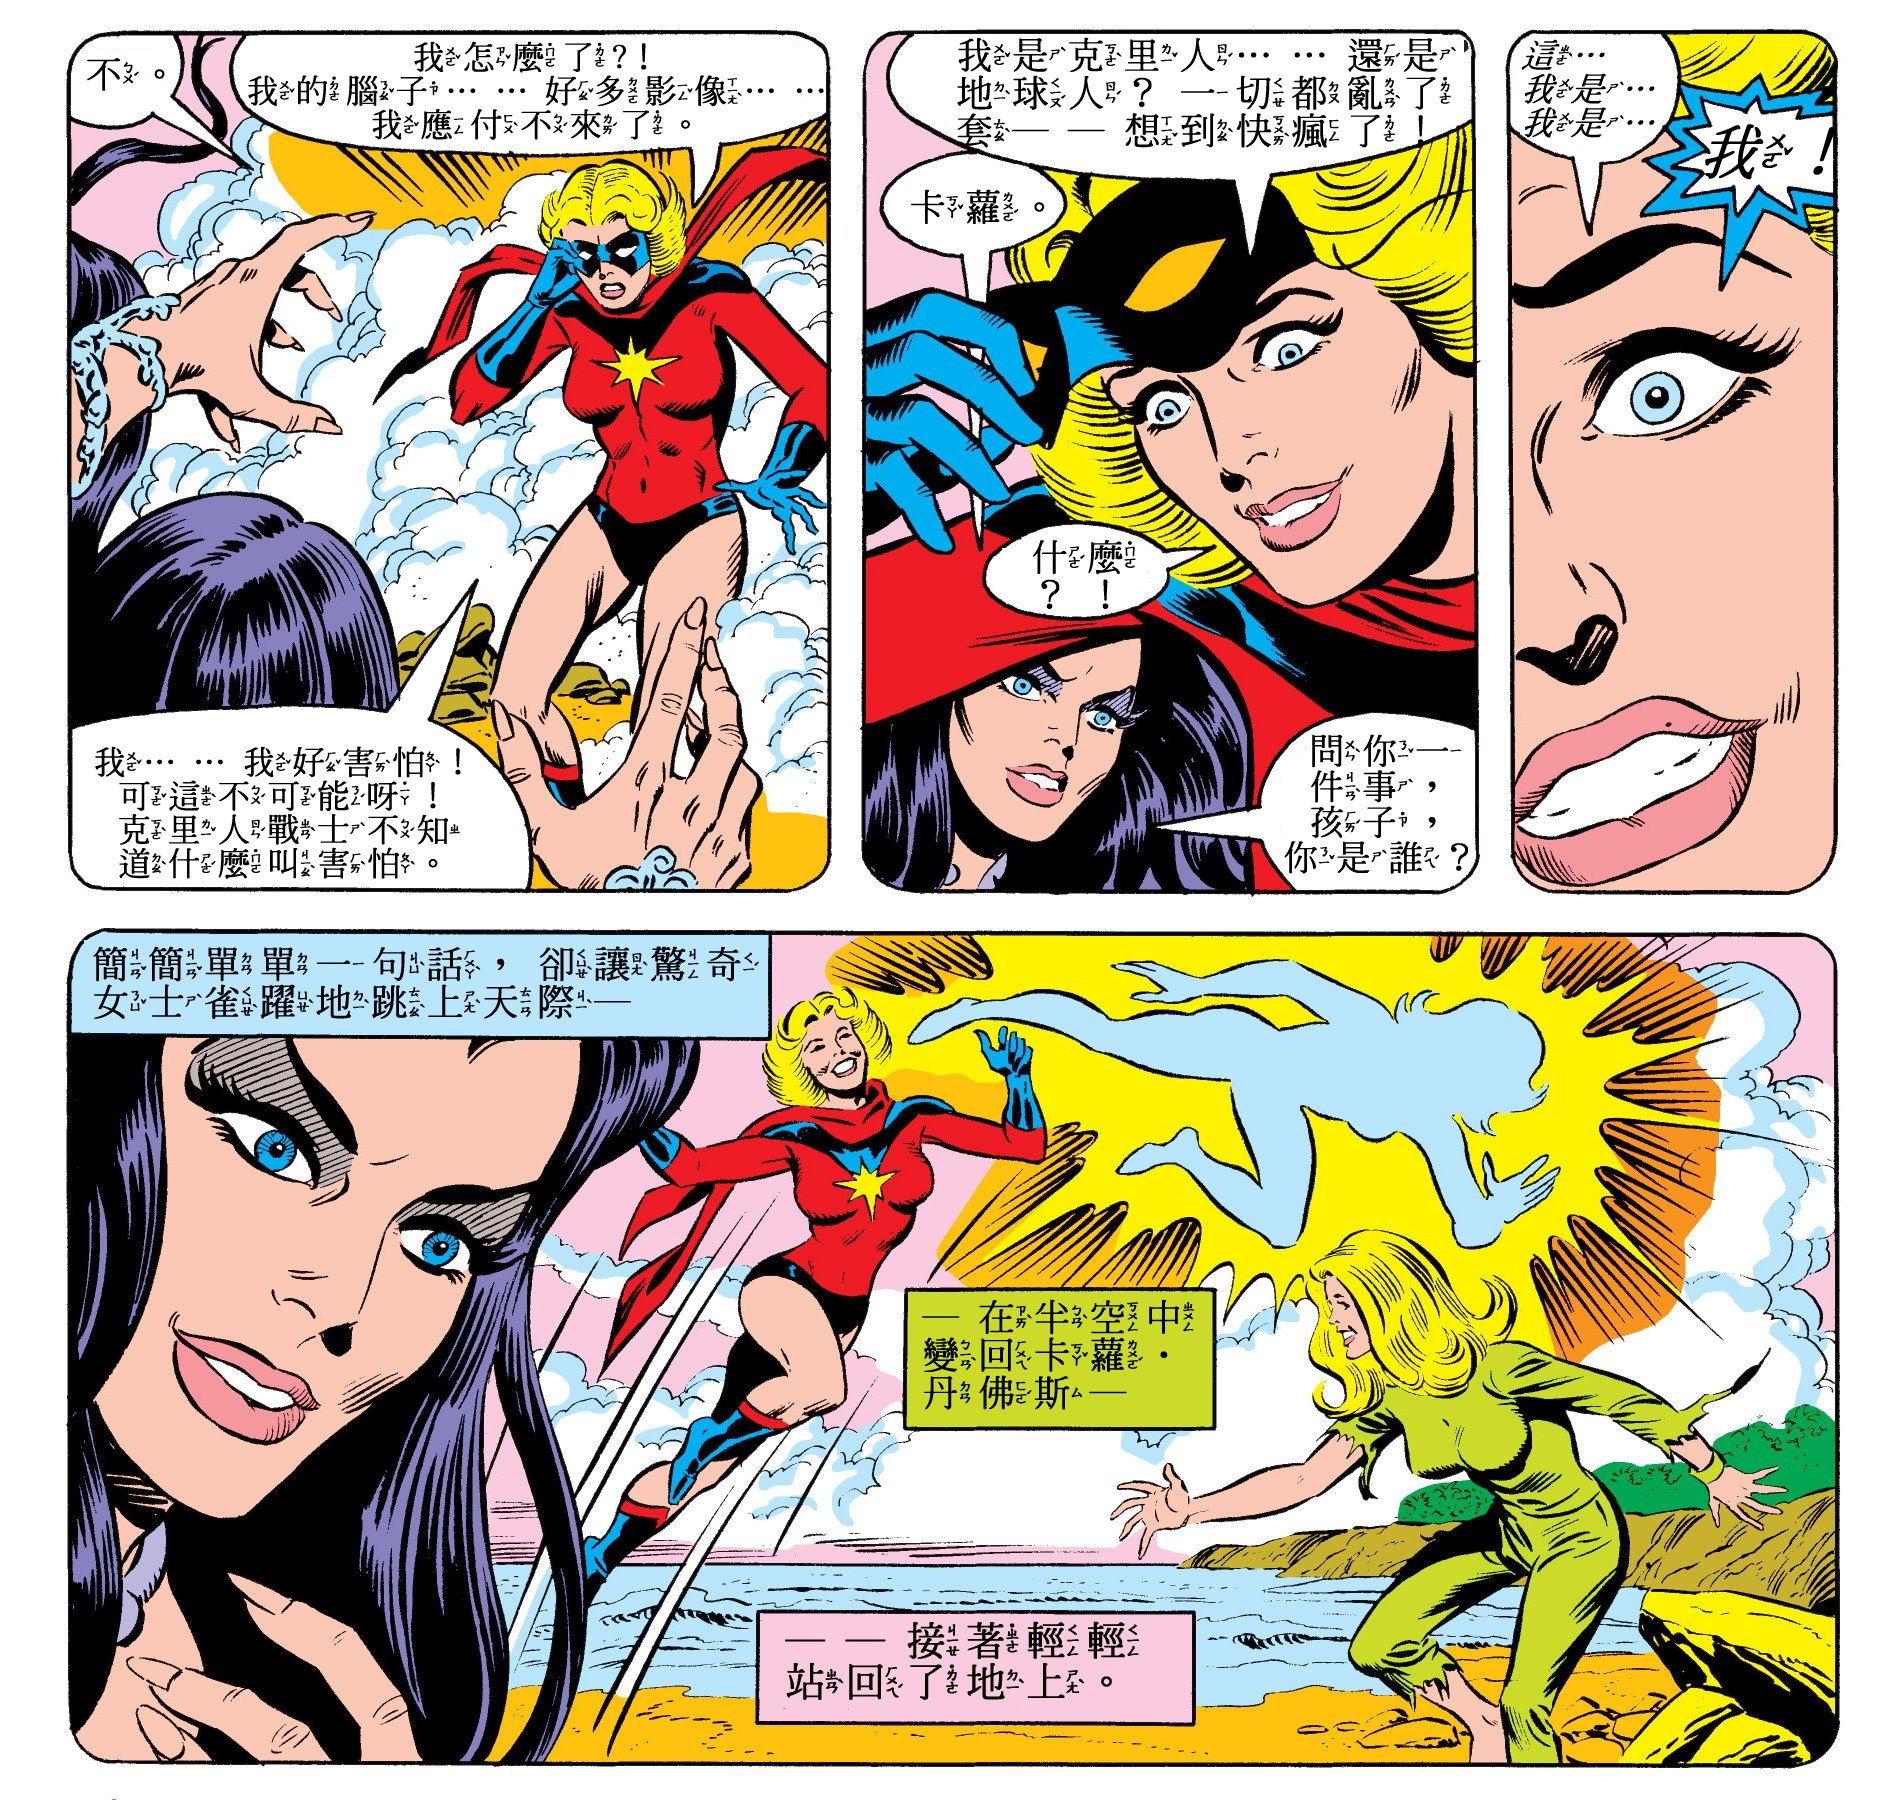 不。
我怎麼了？！
我的腦子……好多影像……
我應付不來了。
我……我好害怕！
可這不可能呀！
克里人戰士不知
道什麼叫害怕。
我是克里人……還是
地球人？一切都亂了
套——想到快瘋了！
卡蘿。
什麼
？！
問你一
件事，
孩子，
你是誰？
這…
我是…
我是…
我！
簡簡單單一句話，卻讓驚奇
女士雀躍地跳上天際—
—在半空中
變回卡蘿．
丹佛斯—
——接著輕輕
站回了地上。